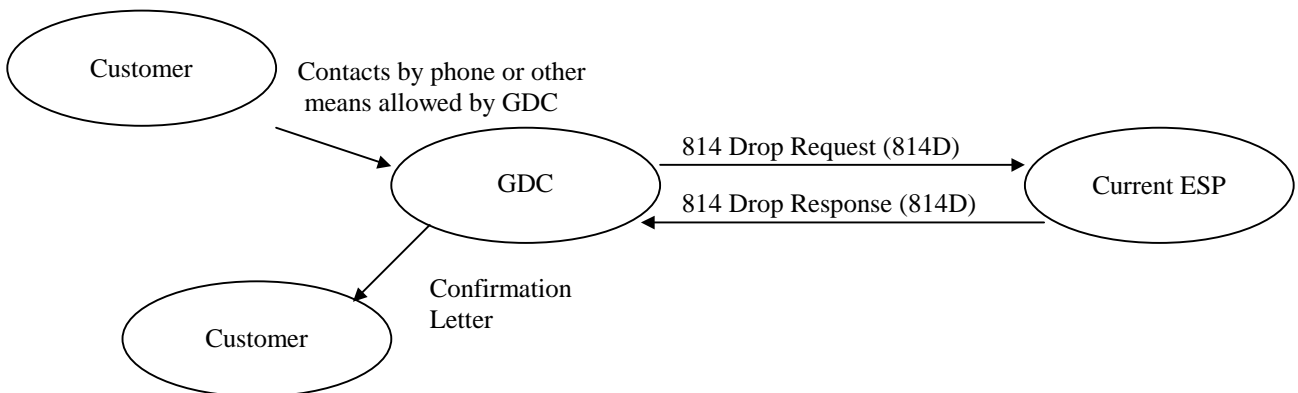 Customer
Contacts by phone or other
means allowed by GDC
814 Drop Request (814D)
GDC
Current ESP
814 Drop Response (814D)
Confirmation
Letter
Customer